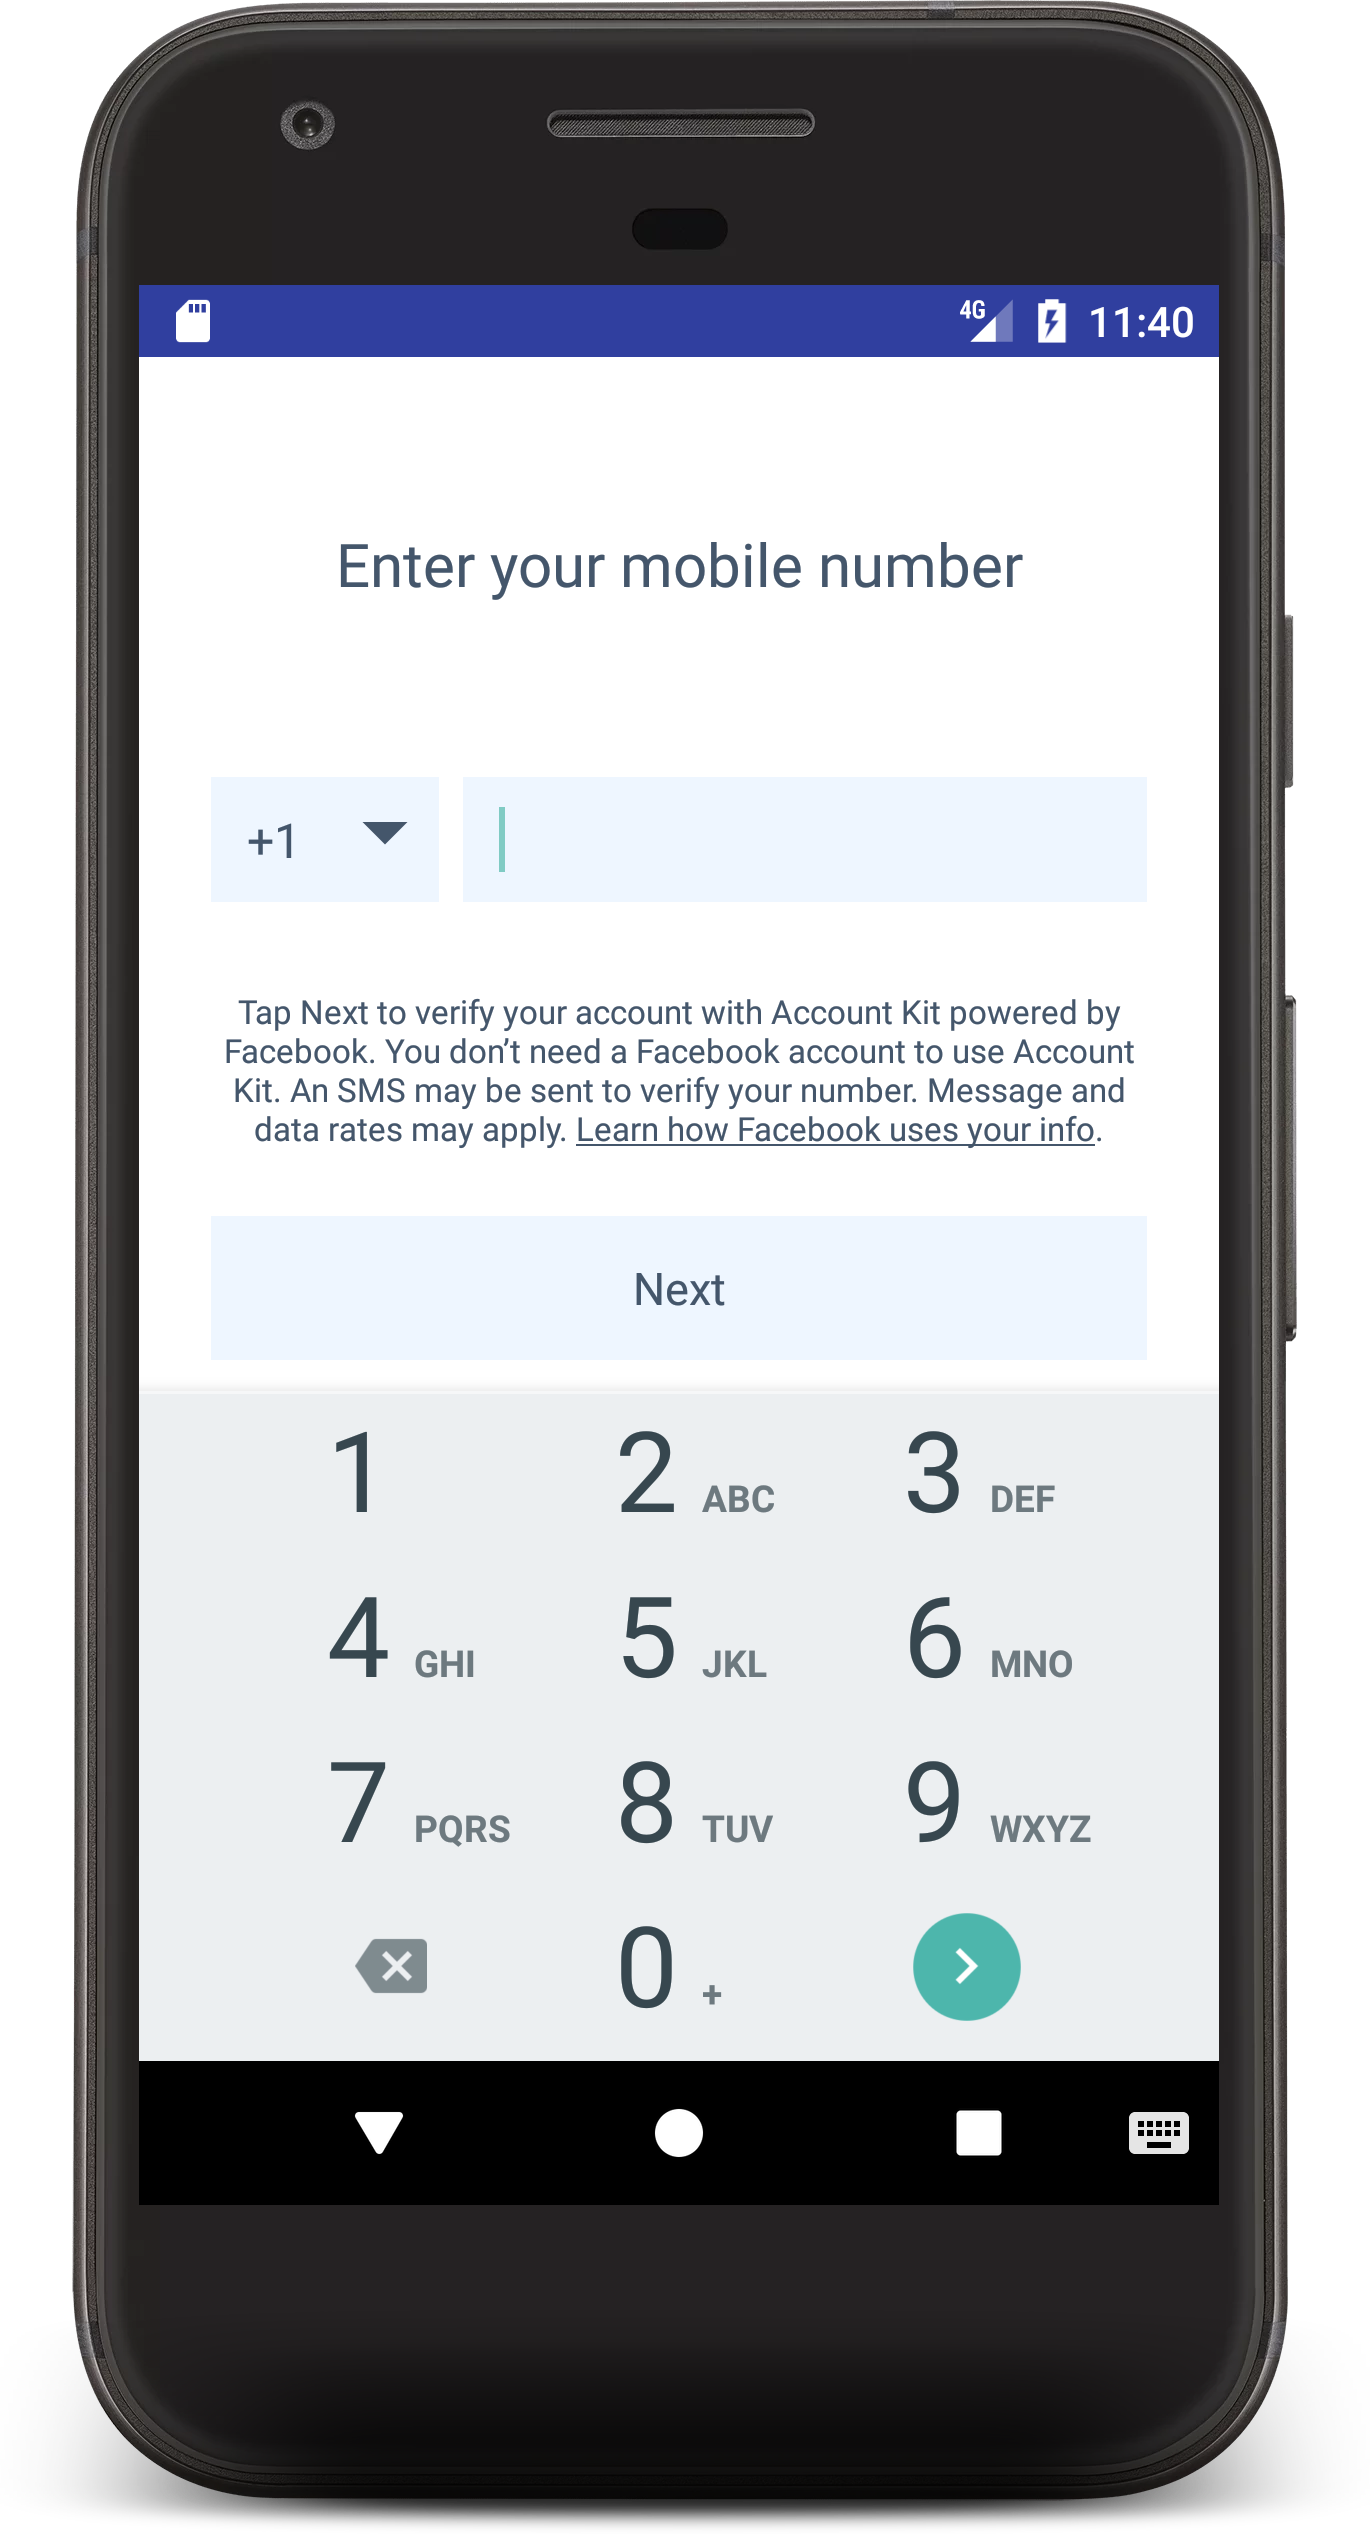 4G 11:40
Enter your mobile number
+1
Tap Next to verify your account with Account Kit powered by
Facebook. You don’t need a Facebook account to use Account
Kit. An SMS may be sent to verify your number. Message and
data rates may apply. Learn how Facebook uses your info.
Next
1 2 ABC 3 DEF
4 GHI 5 JKL 6 MNO
7 PQRS 8 TUV 9 WXYZ
0 +